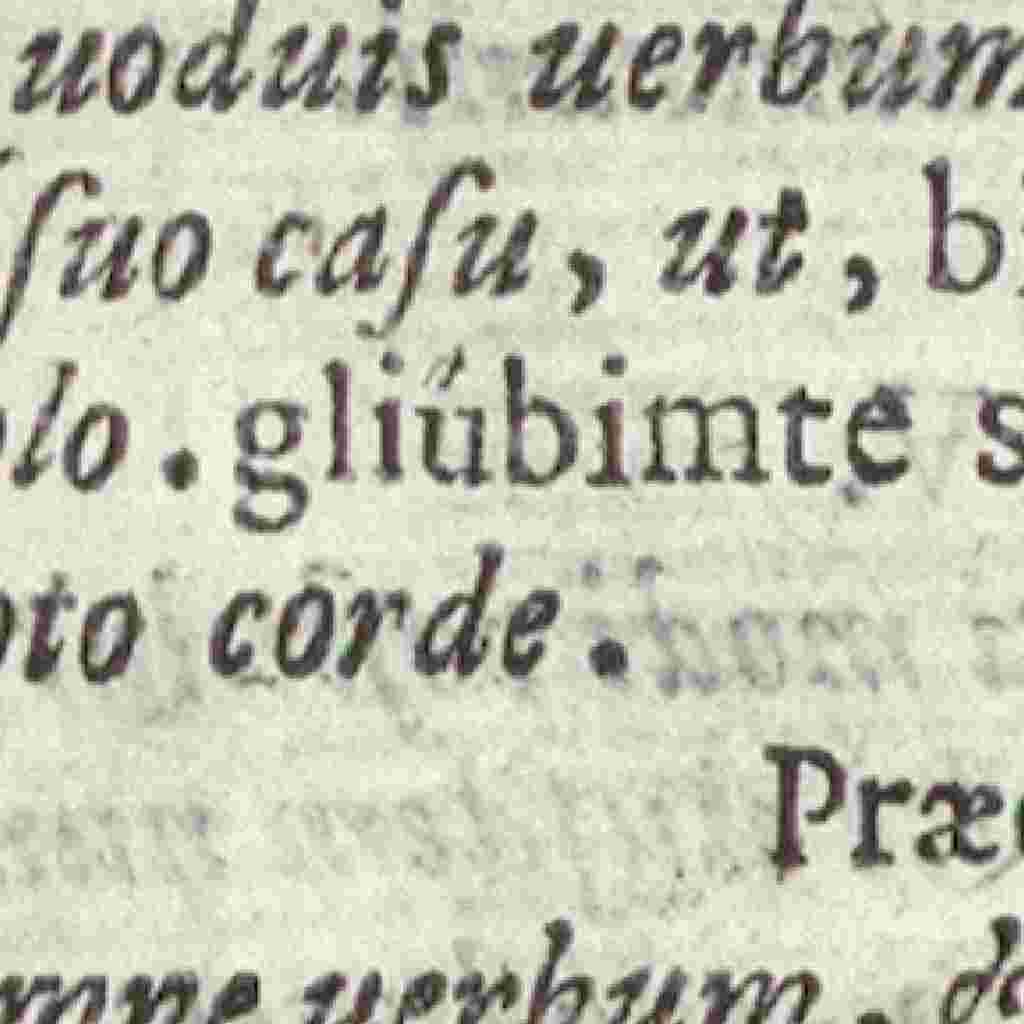 uoduis uerbum
ſuo caſu, ut, b
lo. gliúbimte s
oto corde.
Præ
mne uerbum. d